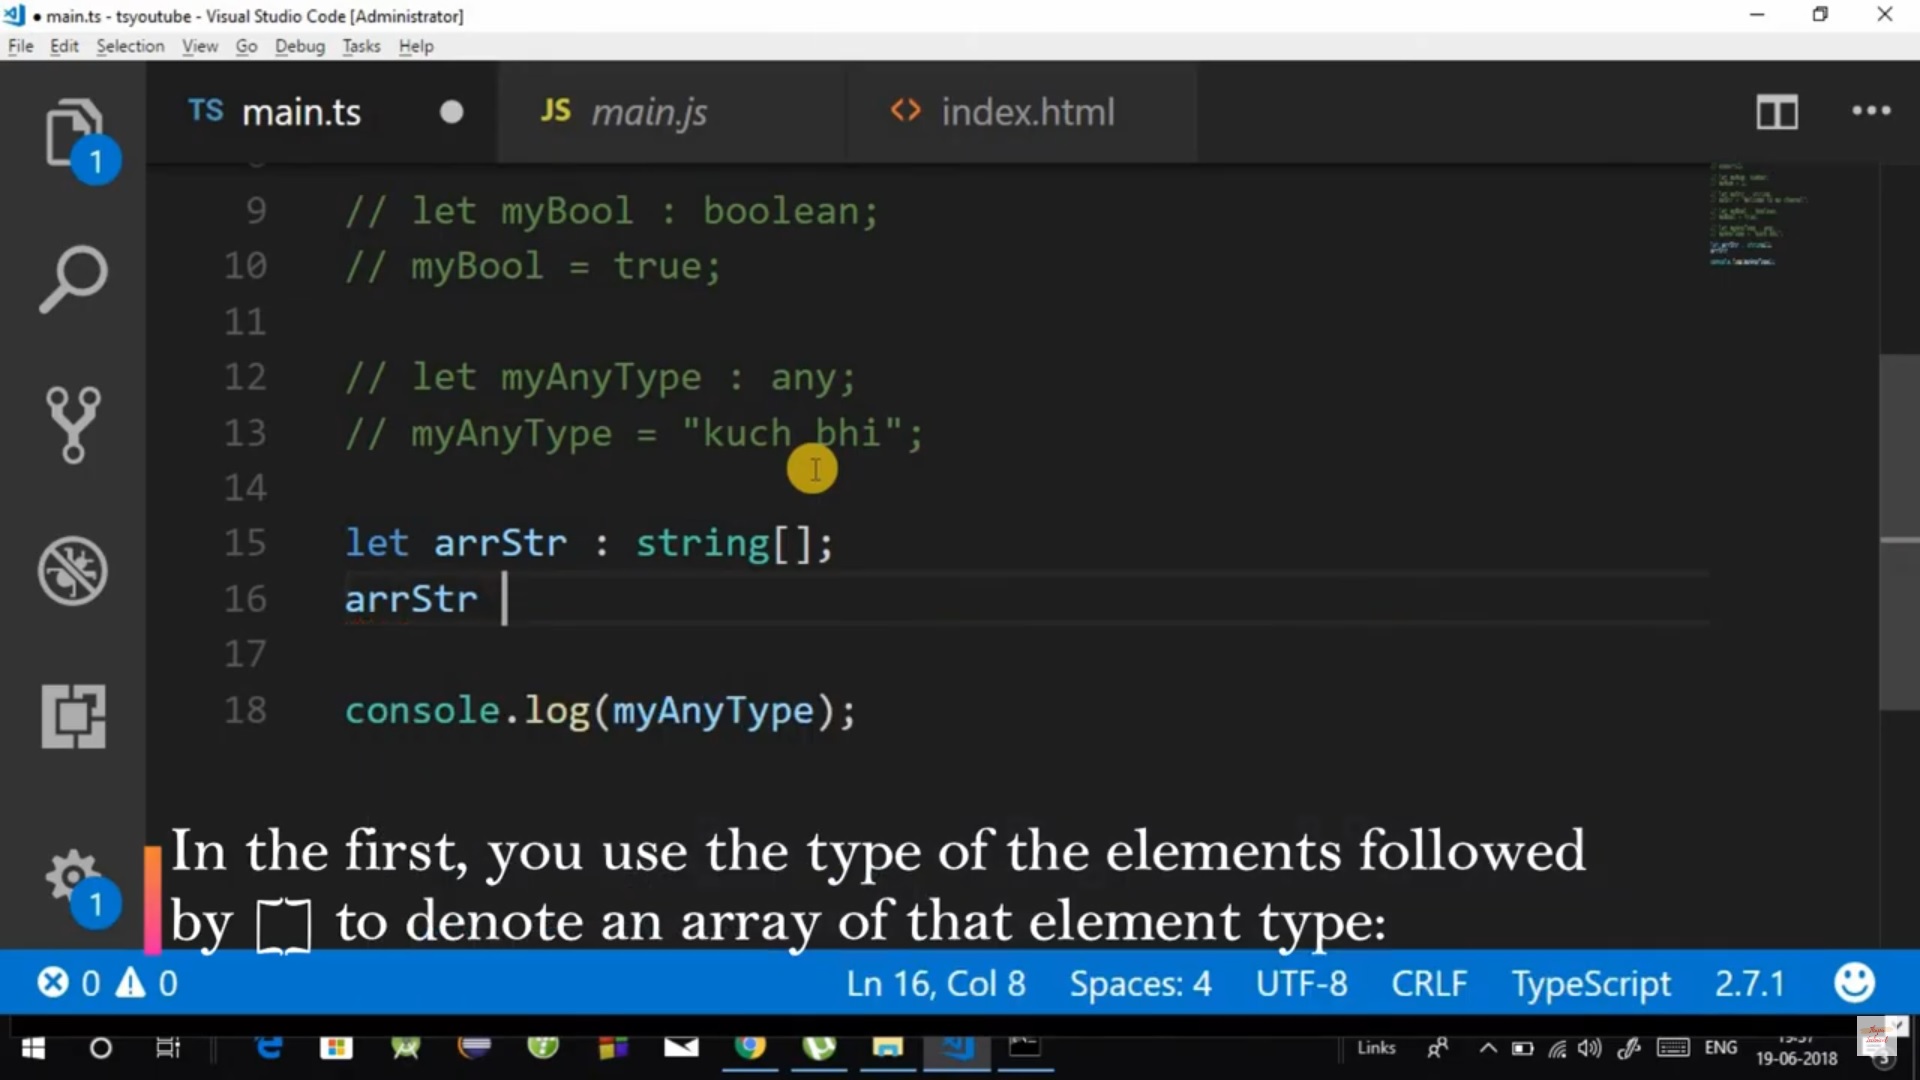 ● main.ts - tsyoutube - Visual Studio Code [Administrator]
File Edit Selection View Go Debug Tasks Help
TS main.ts ● JS main.js <> index.html •••
1
9 // let myBool : boolean;
10 // myBool = true;
11
12 // let myAnyType : any;
13 // myAnyType = "kuch bhi";
14
15 let arrStr : string[];
16 arrStr
17
18 console.log(myAnyType);
In the first, you use the type of the elements followed
1
by [] to denote an array of that element type:
0 0 Ln 16, Col 8 Spaces: 4 UTF-8 CRLF TypeScript 2.7.1
Links ENG
19-06-2018 3